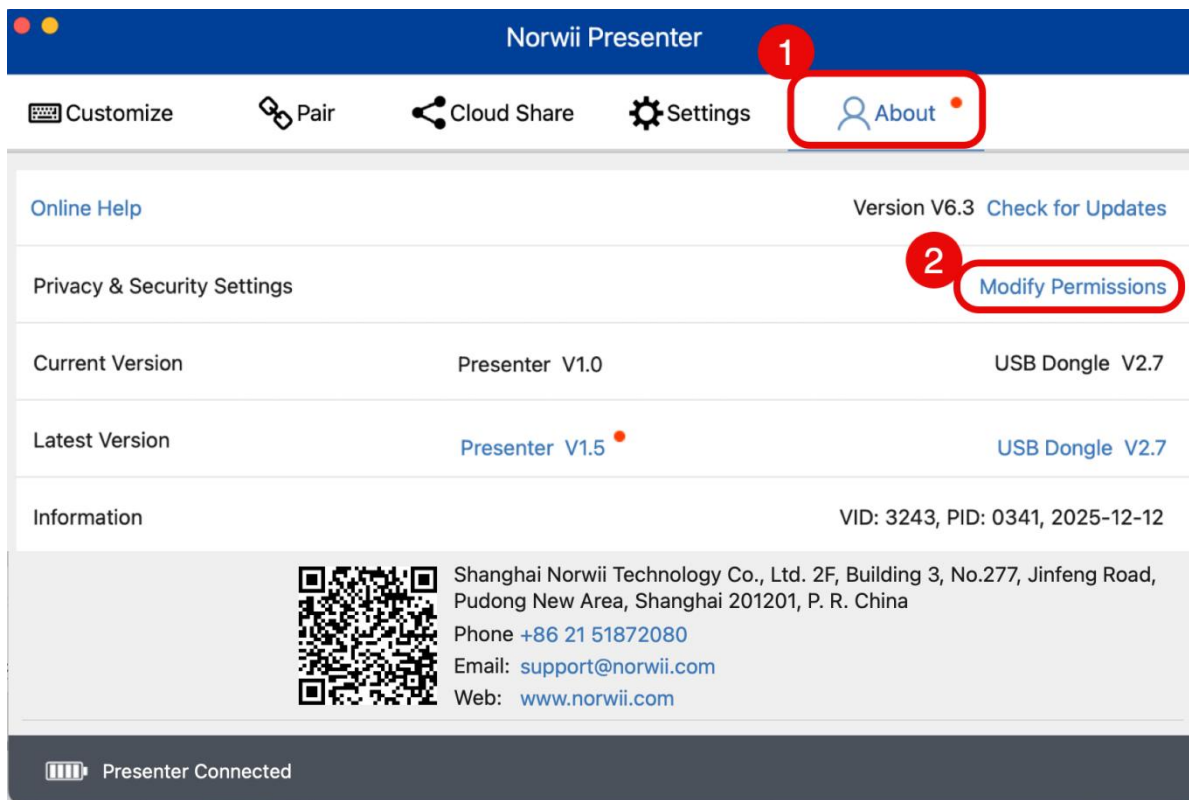 Norwii Presenter
1
Customize Pair Cloud Share Settings About
Online Help Version V6.3 Check for Updates
2
Privacy & Security Settings Modify Permissions
Current Version Presenter V1.0 USB Dongle V2.7
Latest Version Presenter V1.5 USB Dongle V2.7
Information VID: 3243, PID: 0341, 2025-12-12
Shanghai Norwii Technology Co., Ltd. 2F, Building 3, No.277, Jinfeng Road,
Pudong New Area, Shanghai 201201, P. R. China
Phone +86 21 51872080
Email: support@norwii.com
Web: www.norwii.com
Presenter Connected